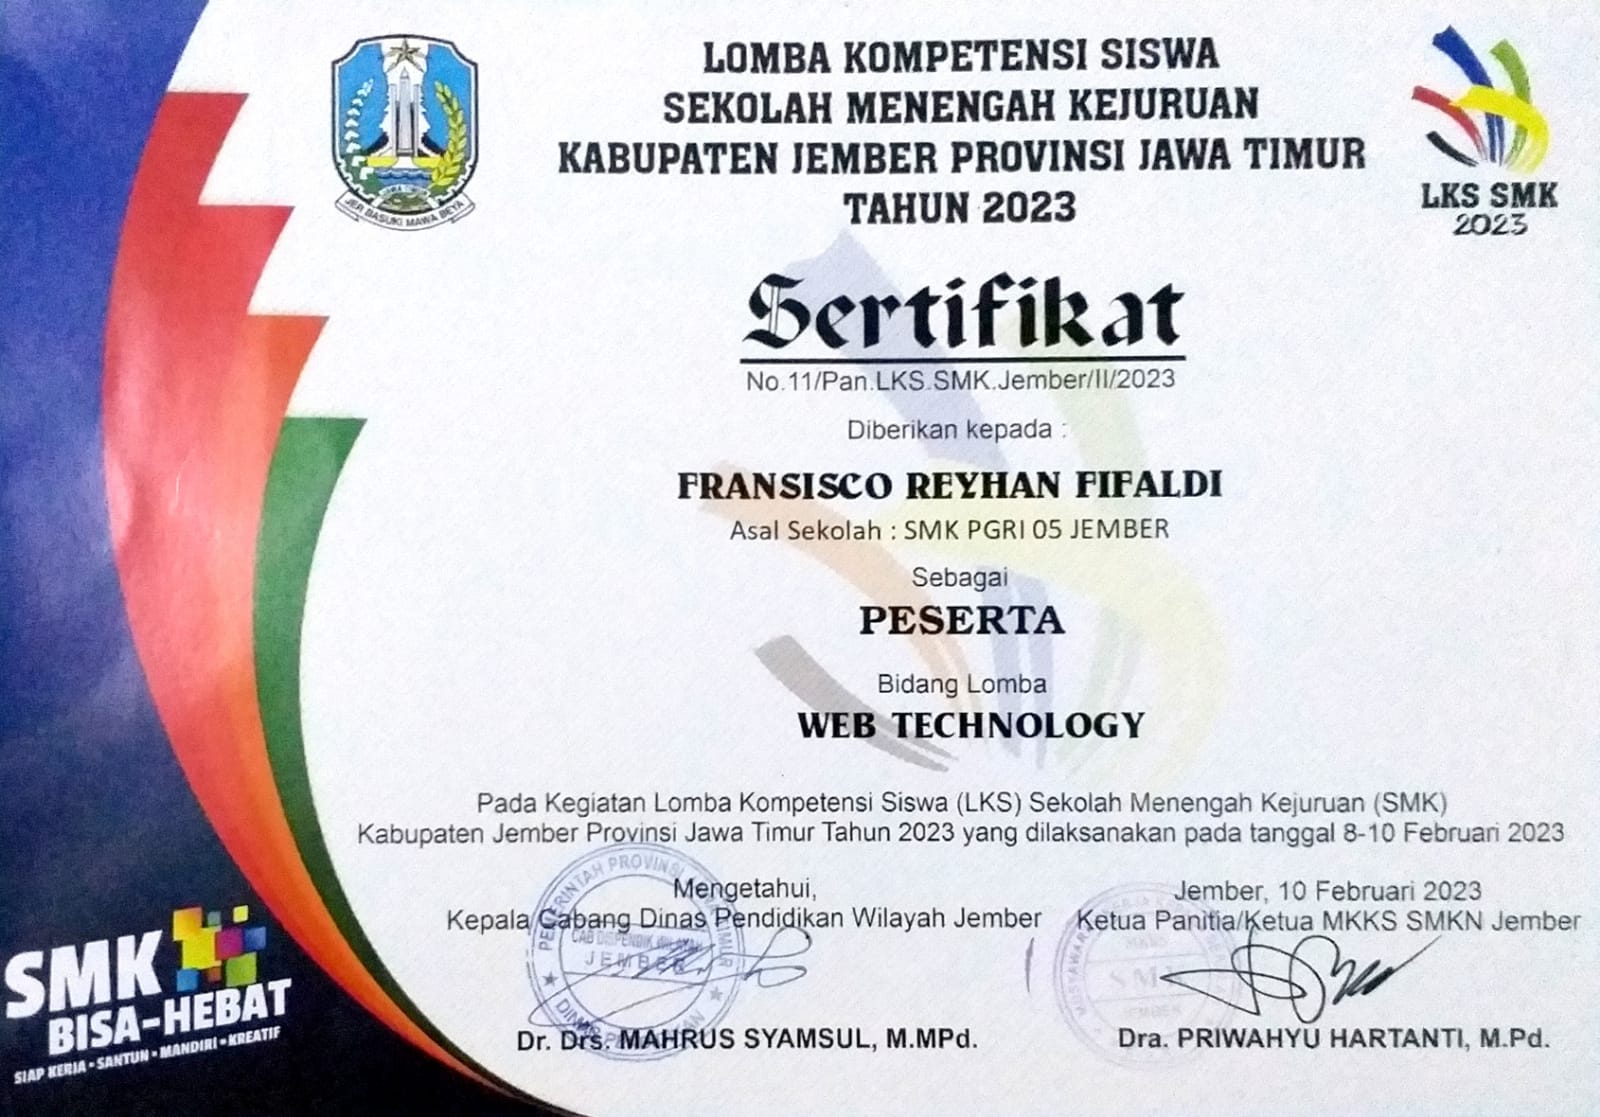 LOMBA KOMPETENSI SISWA
SEKOLAH MENENGAH KEJURUAN
KABUPATEN JEMBER PROVINSI JAWA TIMUR
TAHUN 2023
JAWA TIMUR
JER BASUKI MAWA BEYA
LKS SMK
2023
Sertifikat
No.11/Pan.LKS.SMK.Jember/II/2023
Diberikan kepada :
FRANSISCO REYHAN FIFALDI
Asal Sekolah : SMK PGRI 05 JEMBER
Sebagai
PESERTA
Bidang Lomba
WEB TECHNOLOGY
Pada Kegiatan Lomba Kompetensi Siswa (LKS) Sekolah Menengah Kejuruan (SMK)
Kabupaten Jember Provinsi Jawa Timur Tahun 2023 yang dilaksanakan pada tanggal 8-10 Februari 2023
Mengetahui,
Kepala Cabang Dinas Pendidikan Wilayah Jember
PEMERINTAH PROVINSI JAWA TIMUR
CAB DISPENDIK WILAYAH
JEMBER
DINAS PENDIDIKAN
Dr. Drs. MAHRUS SYAMSUL, M.MPd.
Jember, 10 Februari 2023
Ketua Panitia/Ketua MKKS SMKN Jember
MKKS
JEMBER
Dra. PRIWAHYU HARTANTI, M.Pd.
SMK
BISA-HEBAT
SIAP KERJA • SANTUN • MANDIRI • KREATIF